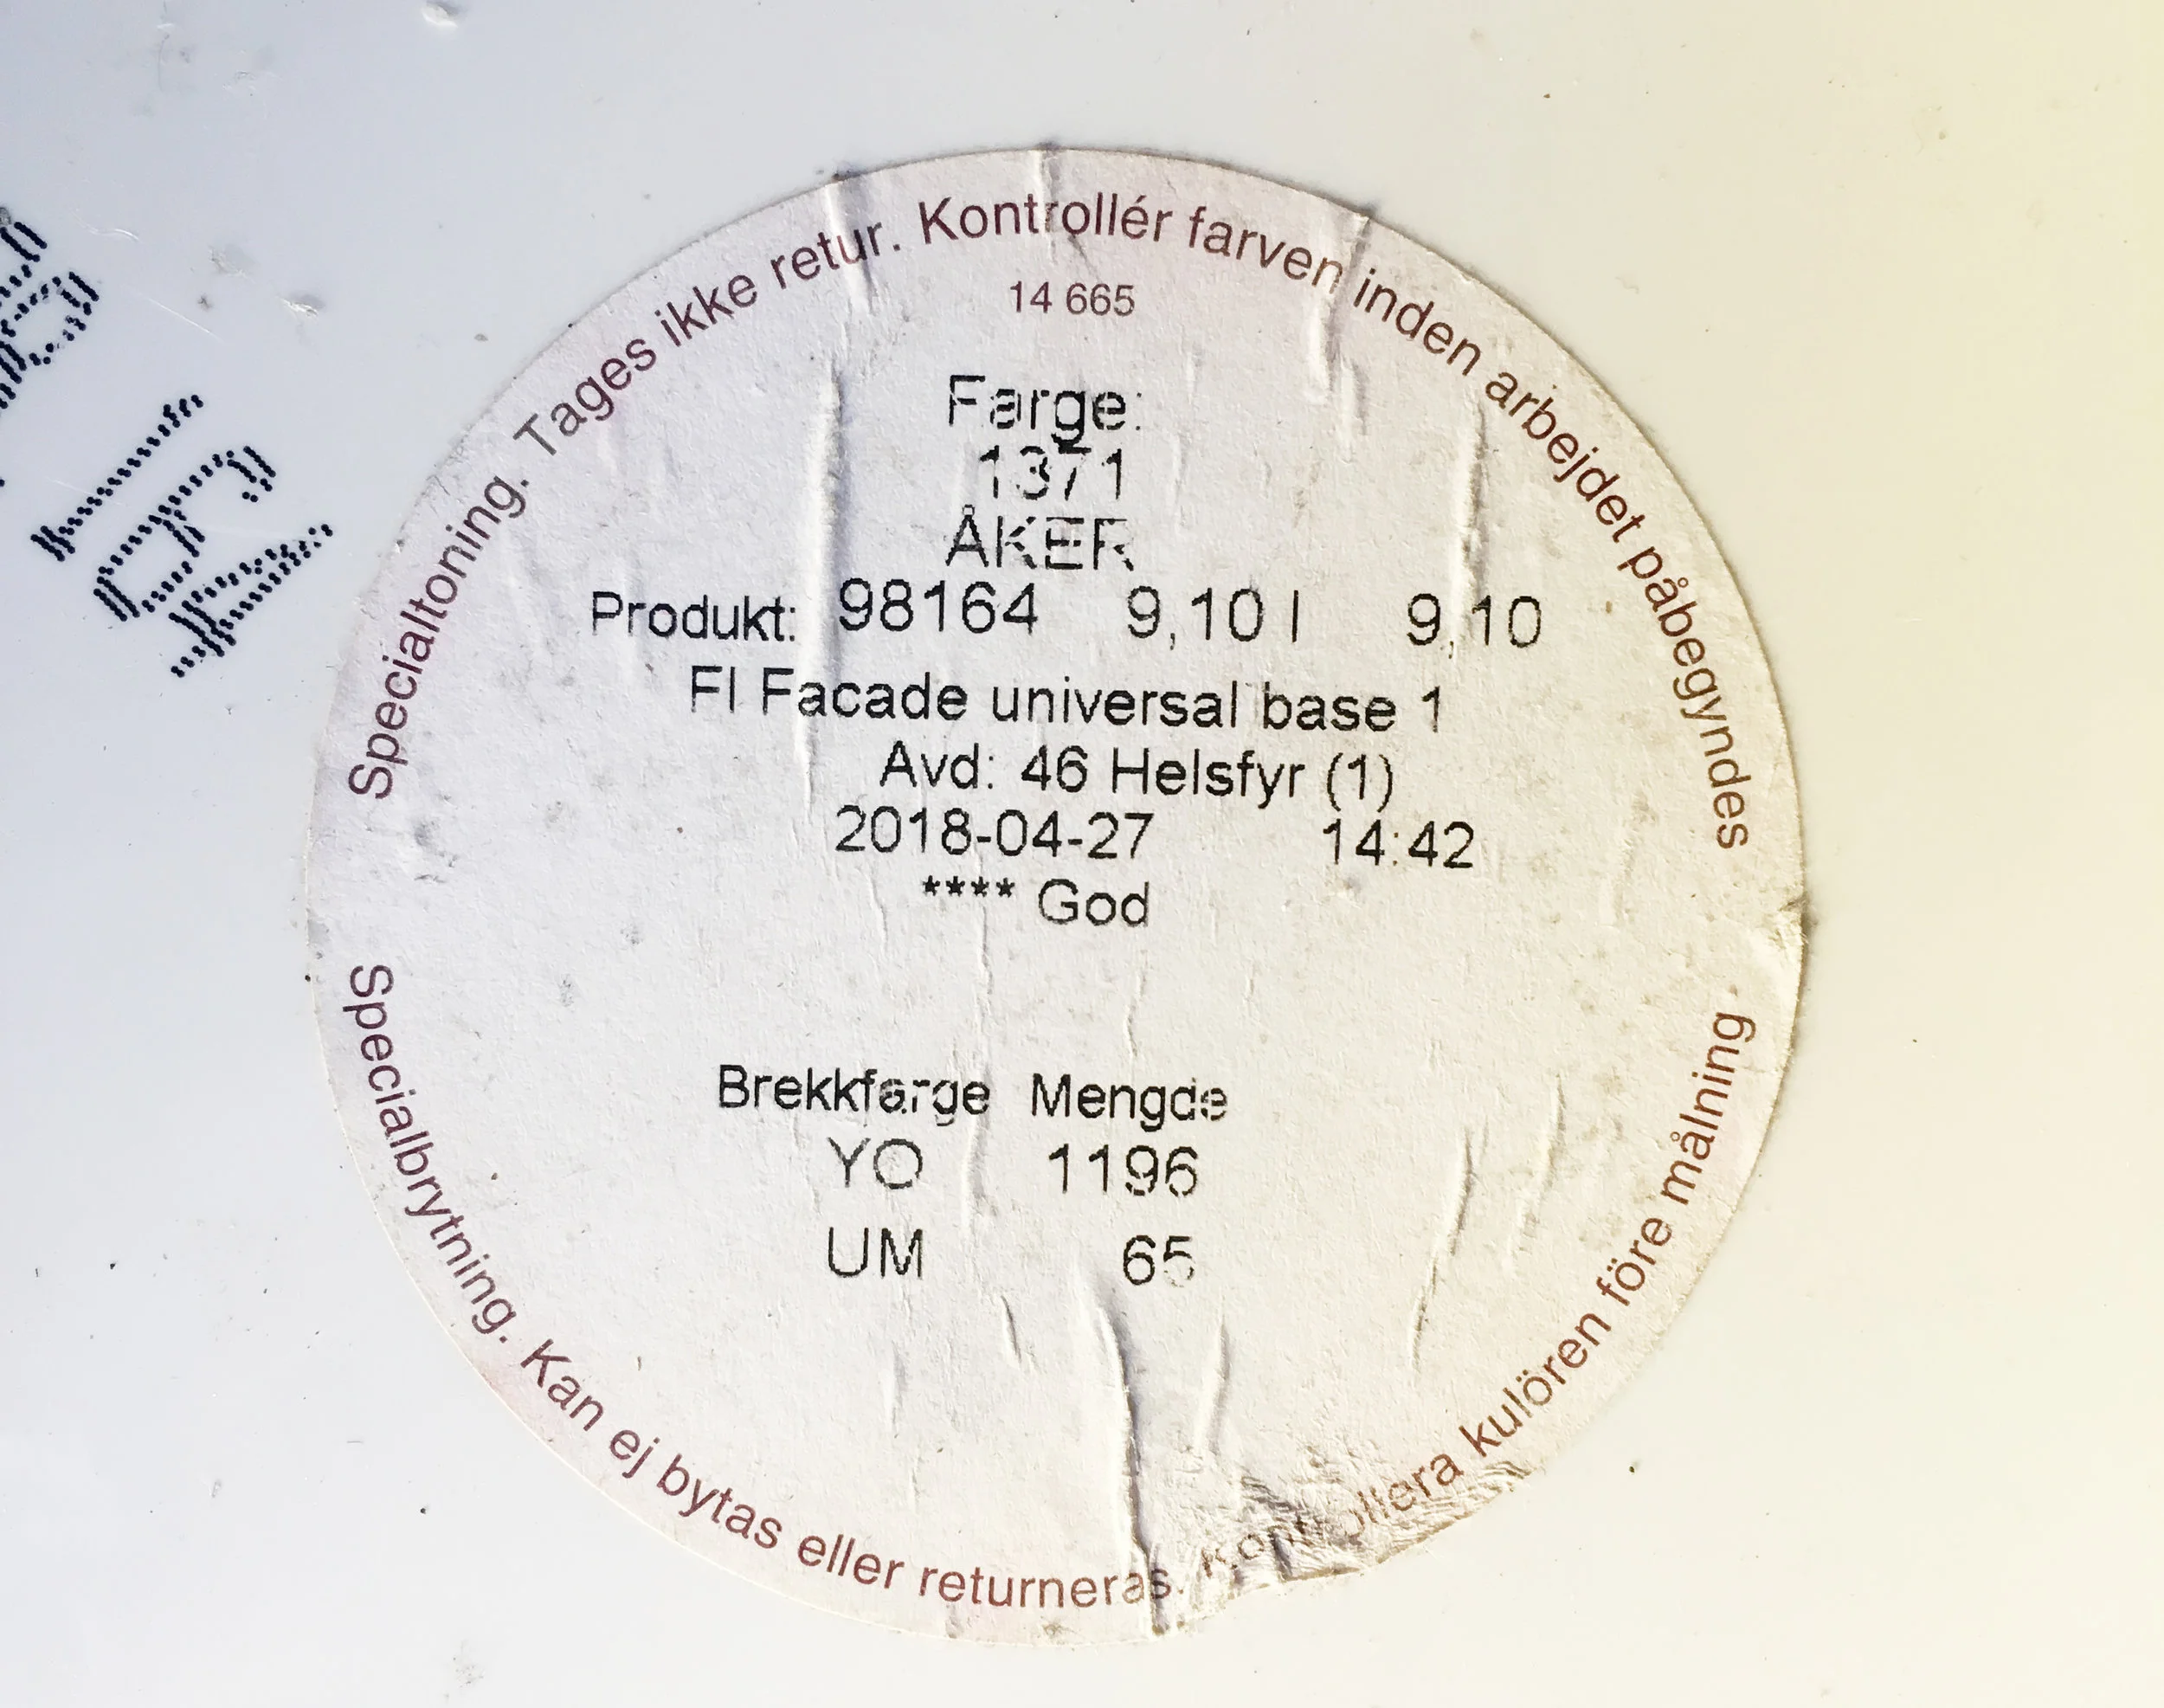 Specialtoning. Tages ikke retur. Kontrollér farven inden arbejdet påbegyndes
14 665
Farge:
1371
ÅKER
Produkt: 98164 9,10 l 9,10
FI Facade universal base 1
Avd: 46 Helsfyr (1)
2018-04-27 14:42
**** God
Brekkfarge Mengde
YO 1196
UM 65
Specialbrytning. Kan ej bytas eller returneras. Kontrollera kulören före målning